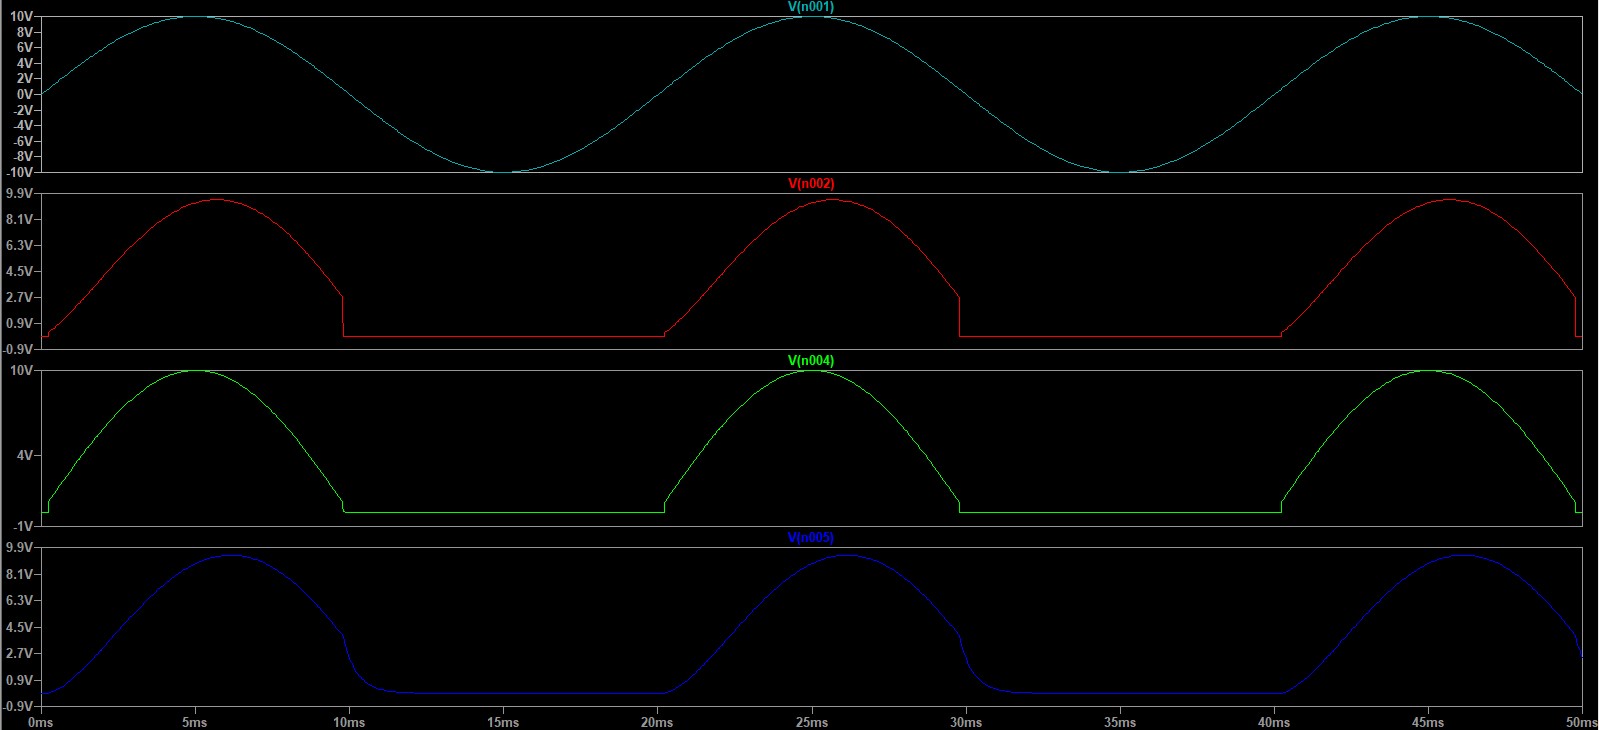 V(n001)
10V
8V
6V
4V
2V
0V
-2V
-4V
-6V
-8V
-10V
V(n002)
9.9V
8.1V
6.3V
4.5V
2.7V
0.9V
-0.9V
V(n004)
10V
4V
-1V
V(n005)
9.9V
8.1V
6.3V
4.5V
2.7V
0.9V
-0.9V
0ms 5ms 10ms 15ms 20ms 25ms 30ms 35ms 40ms 45ms 50ms